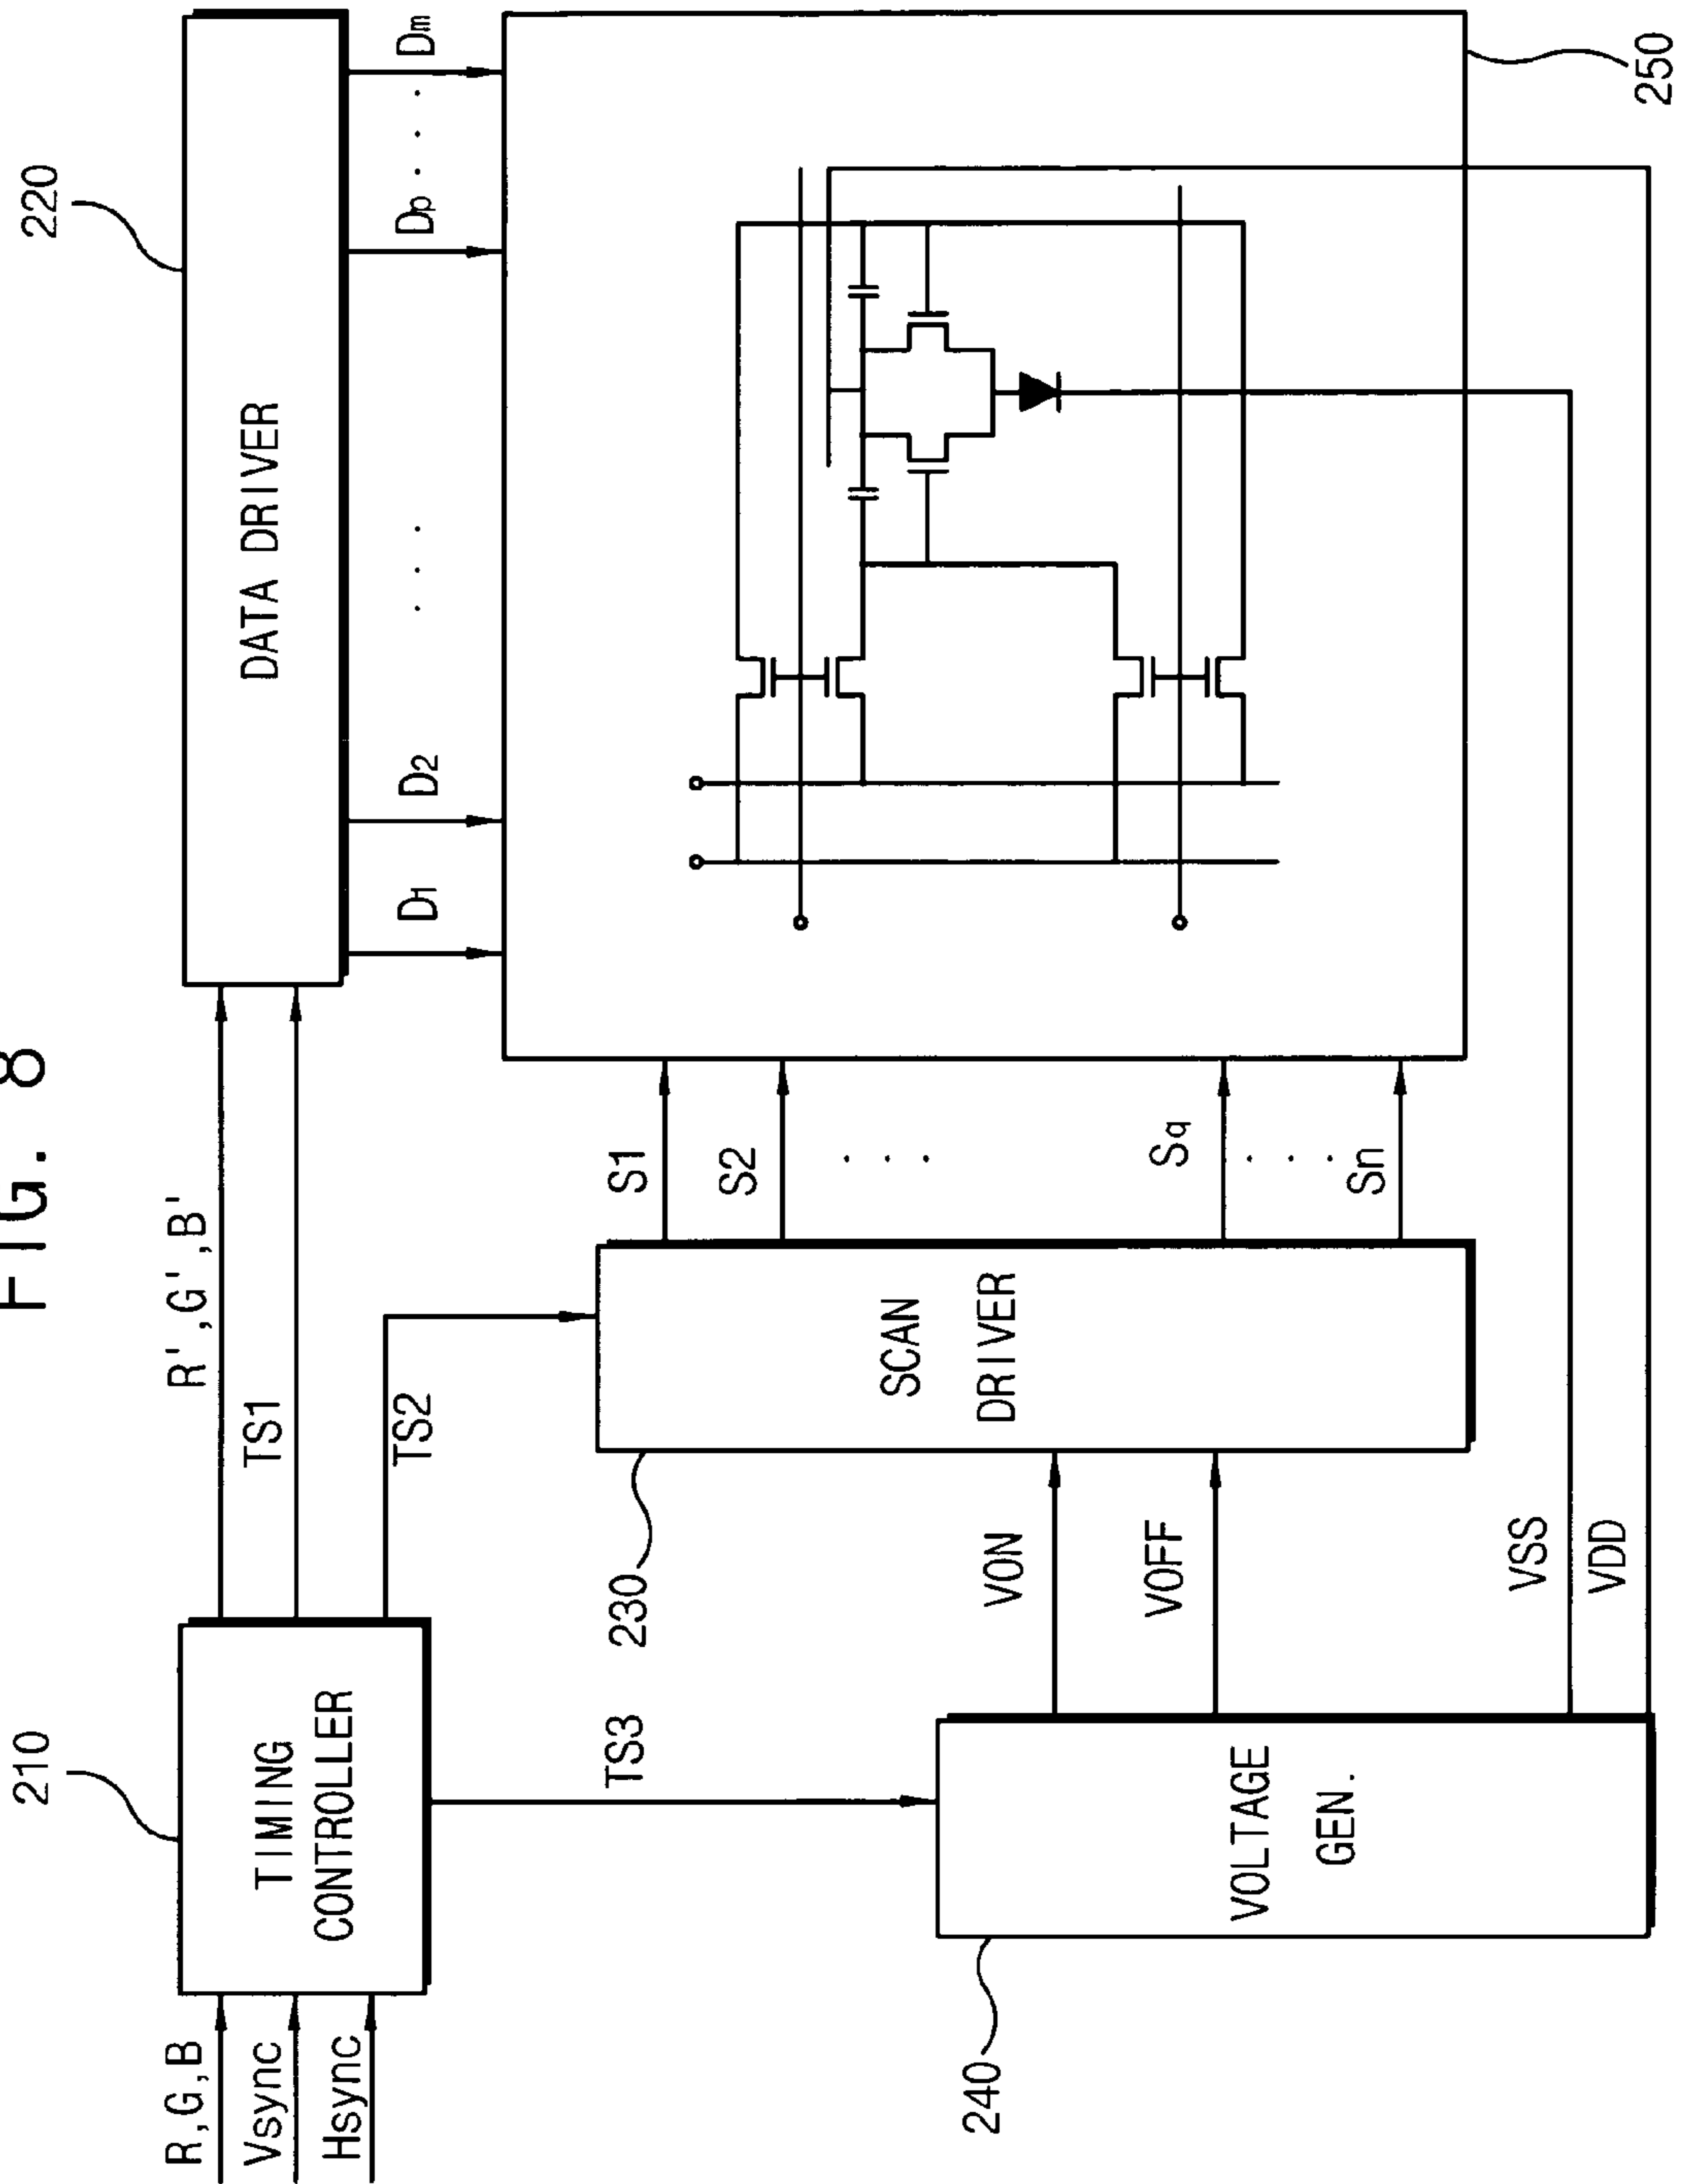 FIG. 8
210
220
R,G,B
Vsync
Hsync
TIMING
CONTROLLER
R',G',B'
TS1
TS2
TS3
DATA DRIVER
D1
D2
. . .
Dp
. . .
Dm
230
SCAN
DRIVER
S1
S2
. . .
Sq
. . .
Sn
240
VOLTAGE
GEN.
VON
VOFF
VSS
VDD
250